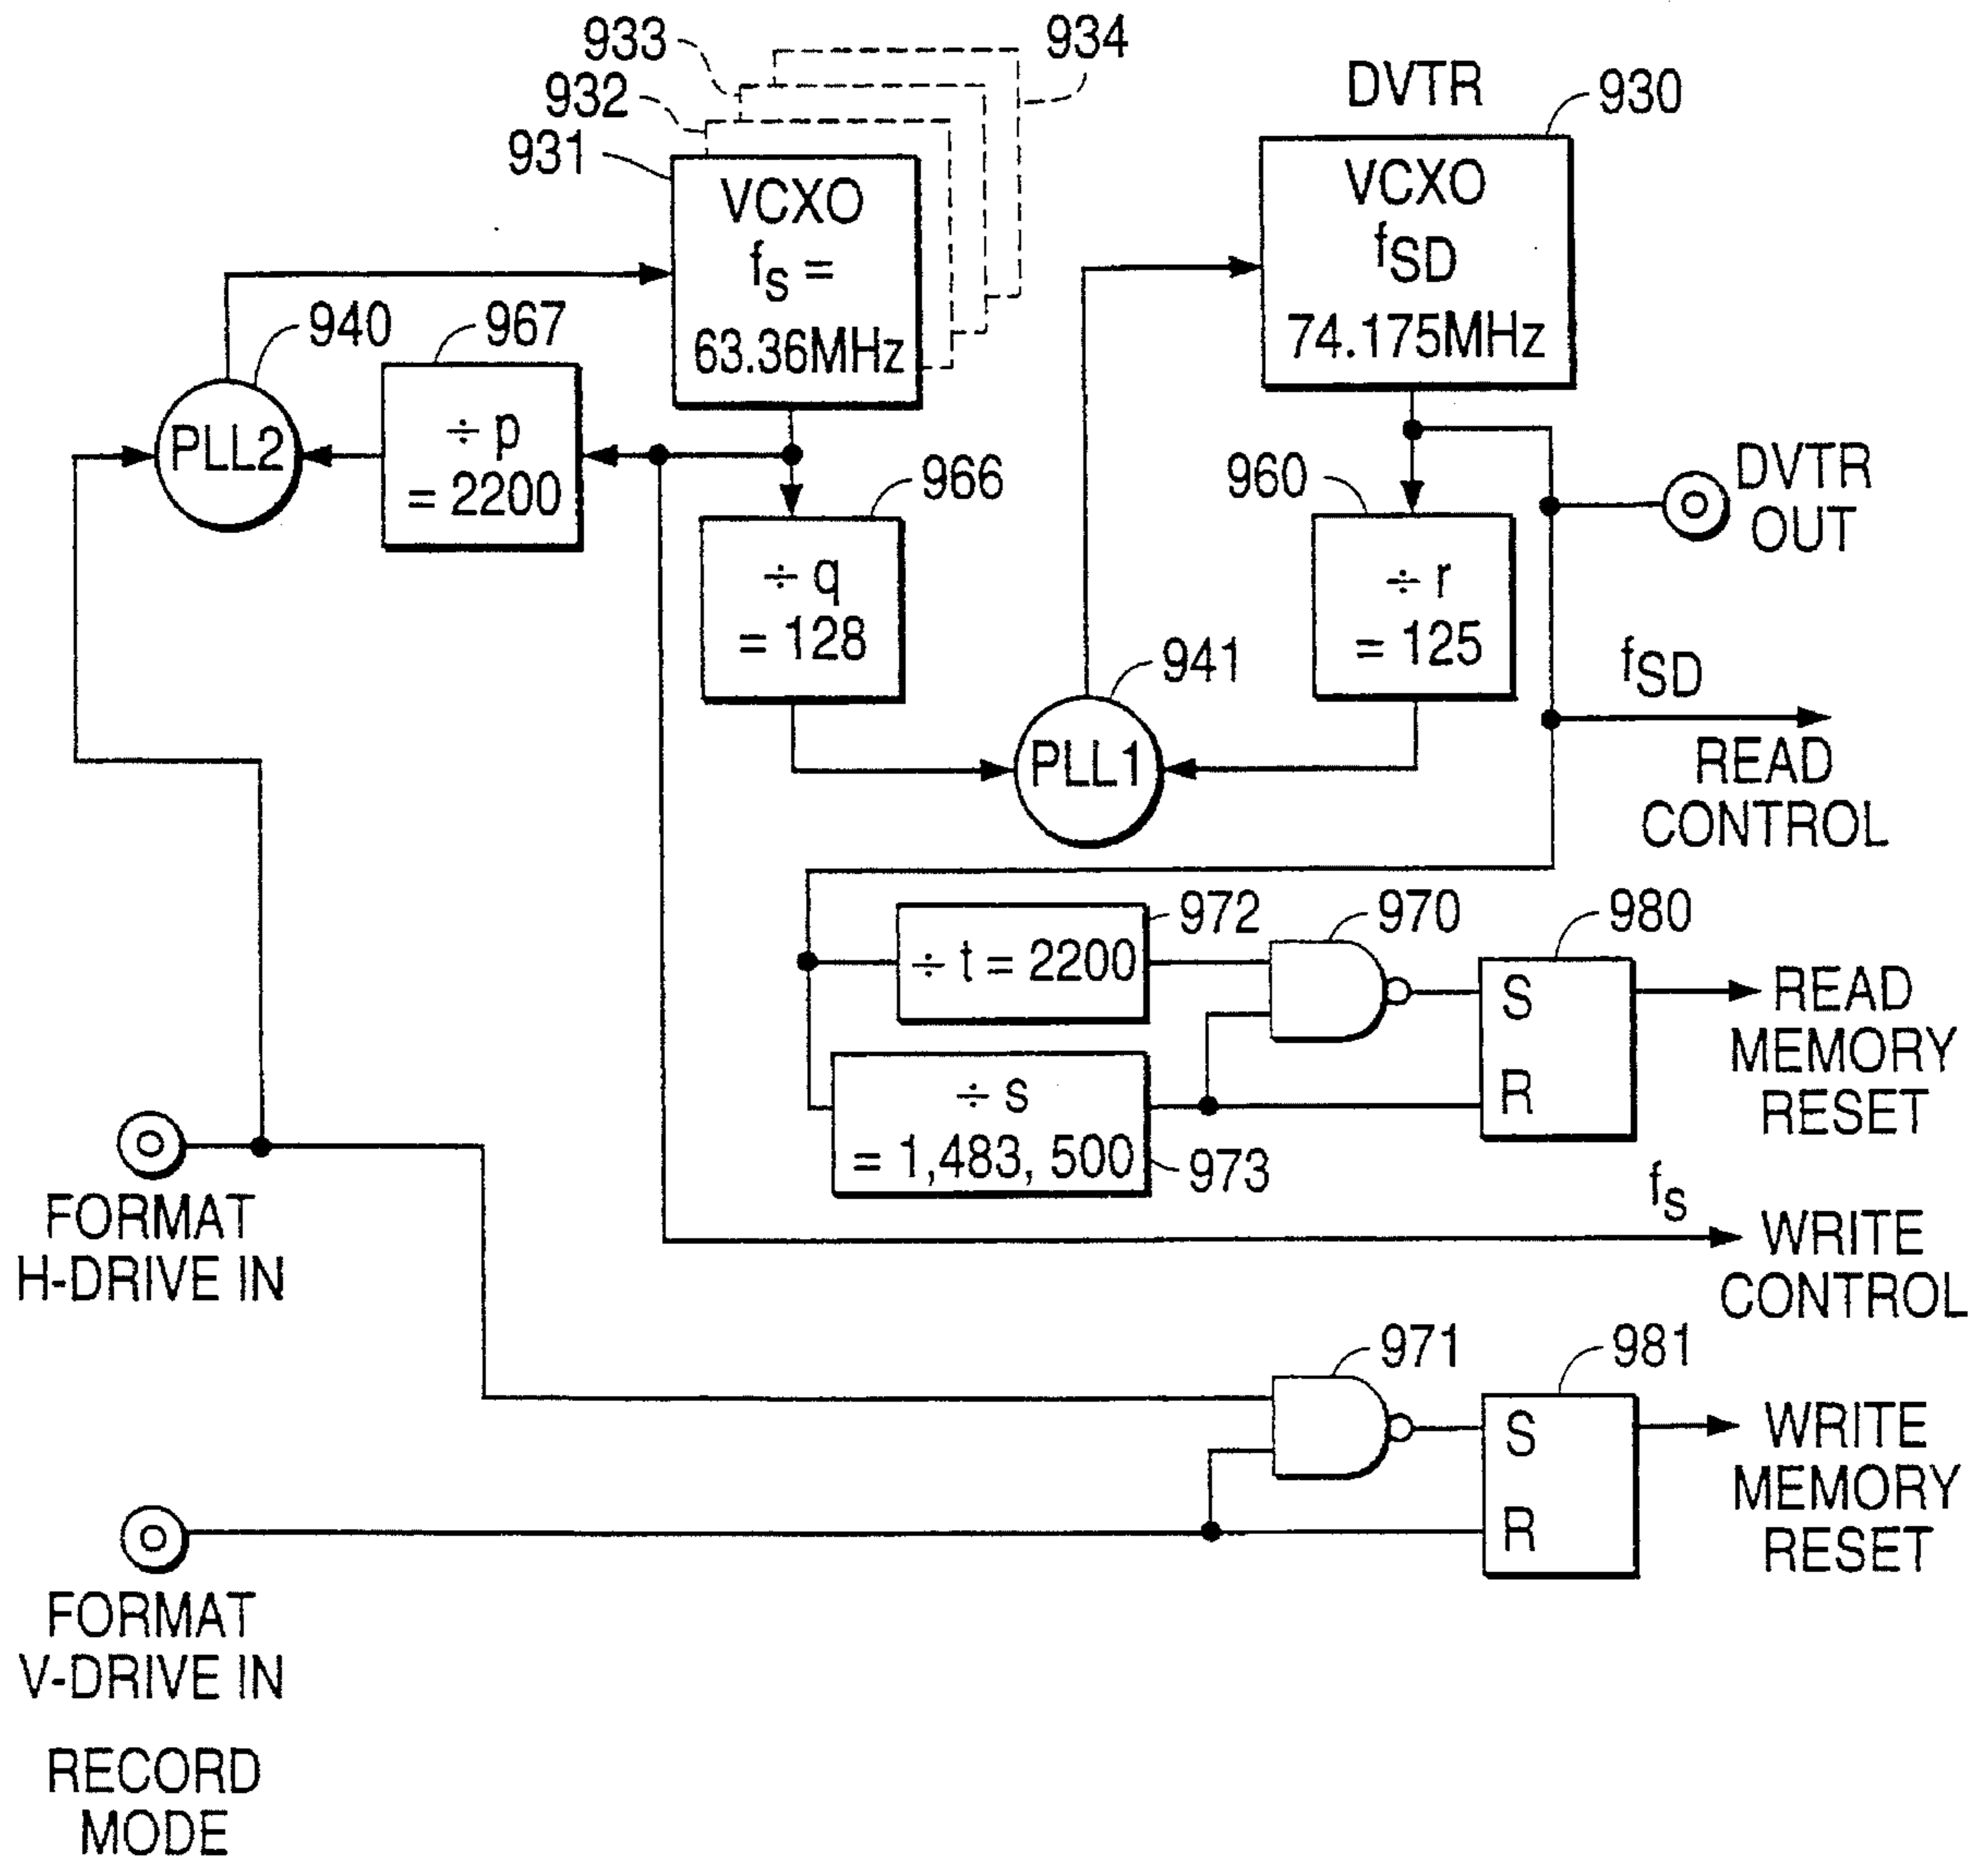 933
934
932
931
DVTR
930
VCXO
fs =
63.36MHz
VCXO
fSD
74.175MHz
940
967
PLL2
÷ p
= 2200
966
÷ q
= 128
960
÷ r
= 125
DVTR
OUT
941
PLL1
fSD
READ
CONTROL
972
÷ t = 2200
970
980
S
R
READ
MEMORY
RESET
÷ s
= 1,483, 500
973
FORMAT
H-DRIVE IN
fs
WRITE
CONTROL
971
981
S
R
WRITE
MEMORY
RESET
FORMAT
V-DRIVE IN
RECORD
MODE